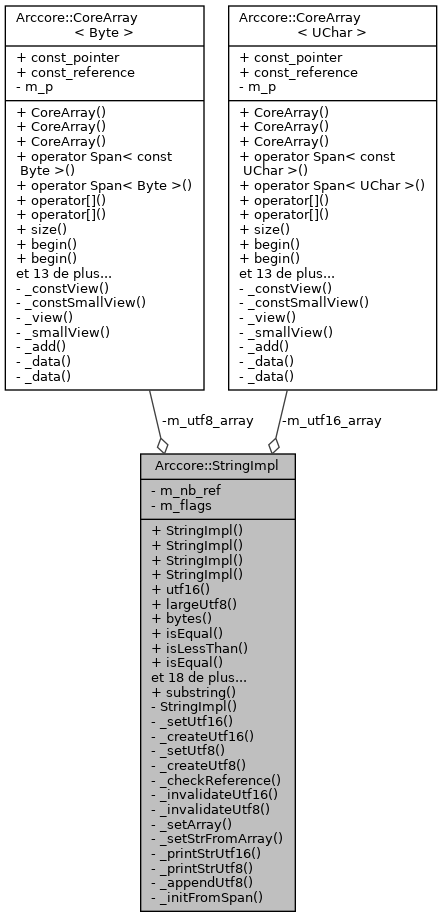 Arccore::CoreArray
< Byte >
+ const_pointer
+ const_reference
- m_p
+ CoreArray()
+ CoreArray()
+ CoreArray()
+ operator Span< const
Byte >()
+ operator Span< Byte >()
+ operator[]()
+ operator[]()
+ size()
+ begin()
+ begin()
et 13 de plus...
- _constView()
- _constSmallView()
- _view()
- _smallView()
- _add()
- _data()
- _data()
Arccore::CoreArray
< UChar >
+ const_pointer
+ const_reference
- m_p
+ CoreArray()
+ CoreArray()
+ CoreArray()
+ operator Span< const
UChar >()
+ operator Span< UChar >()
+ operator[]()
+ operator[]()
+ size()
+ begin()
+ begin()
et 13 de plus...
- _constView()
- _constSmallView()
- _view()
- _smallView()
- _add()
- _data()
- _data()
-m_utf8_array
-m_utf16_array
Arccore::StringImpl
- m_nb_ref
- m_flags
+ StringImpl()
+ StringImpl()
+ StringImpl()
+ StringImpl()
+ utf16()
+ largeUtf8()
+ bytes()
+ isEqual()
+ isLessThan()
+ isEqual()
et 18 de plus...
+ substring()
- StringImpl()
- _setUtf16()
- _createUtf16()
- _setUtf8()
- _createUtf8()
- _checkReference()
- _invalidateUtf16()
- _invalidateUtf8()
- _setArray()
- _setStrFromArray()
- _printStrUtf16()
- _printStrUtf8()
- _appendUtf8()
- _initFromSpan()